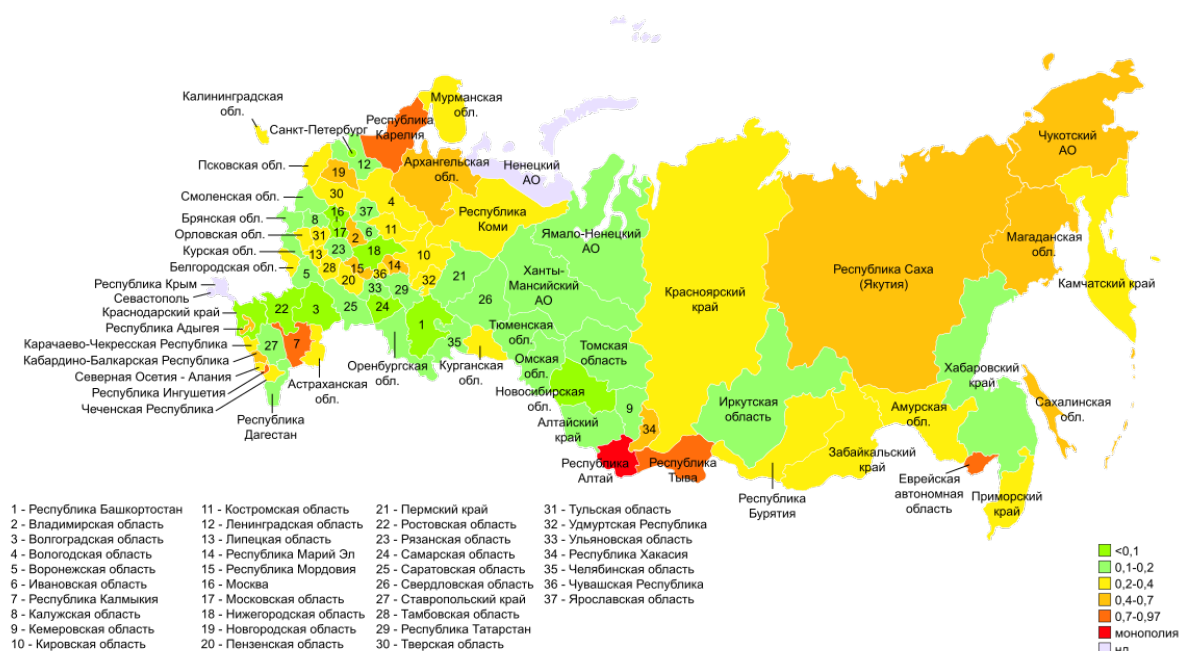 Калининградская
обл.
Мурманская
обл.
Санкт-Петербург
Республика
Карелия
Псковская обл.
19
12
Архангельская
обл.
Ненецкий
АО
Чукотский
АО
Смоленская обл.
30
4
Брянская обл.
8
16
37
Республика
Коми
Ямало-Ненецкий
АО
Орловская обл.
31
17
2
6
11
Магаданская
обл.
Курская обл.
13
23
18
10
Белгородская обл.
5
28
15
14
20
36
32
33
29
21
Ханты-
Мансийский
АО
26
Республика Саха
(Якутия)
Камчатский край
Республика Крым
Севастополь
Красноярский
край
Краснодарский край
22
3
25
24
1
Республика Адыгея
Тюменская
обл.
Томская
область
Карачаево-Чекресская Республика
27
7
35
Омская
обл.
Кабардино-Балкарская Республика
Оренбургская
обл.
Курганская
обл.
Хабаровский
край
Северная Осетия - Алания
Астраханская
обл.
Новосибирская
обл.
Республика Ингушетия
Чеченская Республика
Республика
Дагестан
9
Алтайский
край
34
Иркутская
область
Амурская
обл.
Сахалинская
обл.
Республика
Алтай
Республика
Тыва
Забайкальский
край
Еврейская
автономная
область
Республика
Бурятия
Приморский
край
1 - Республика Башкортостан
2 - Владимирская область
3 - Волгоградская область
4 - Вологодская область
5 - Воронежская область
6 - Ивановская область
7 - Республика Калмыкия
8 - Калужская область
9 - Кемеровская область
10 - Кировская область
11 - Костромская область
12 - Ленинградская область
13 - Липецкая область
14 - Республика Марий Эл
15 - Республика Мордовия
16 - Москва
17 - Московская область
18 - Нижегородская область
19 - Новгородская область
20 - Пензенская область
21 - Пермский край
22 - Ростовская область
23 - Рязанская область
24 - Самарская область
25 - Саратовская область
26 - Свердловская область
27 - Ставропольский край
28 - Тамбовская область
29 - Республика Татарстан
30 - Тверская область
31 - Тульская область
32 - Удмуртская Республика
33 - Ульяновская область
34 - Республика Хакасия
35 - Челябинская область
36 - Чувашская Республика
37 - Ярославская область
<0,1
0,1-0,2
0,2-0,4
0,4-0,7
0,7-0,97
монополия
нд